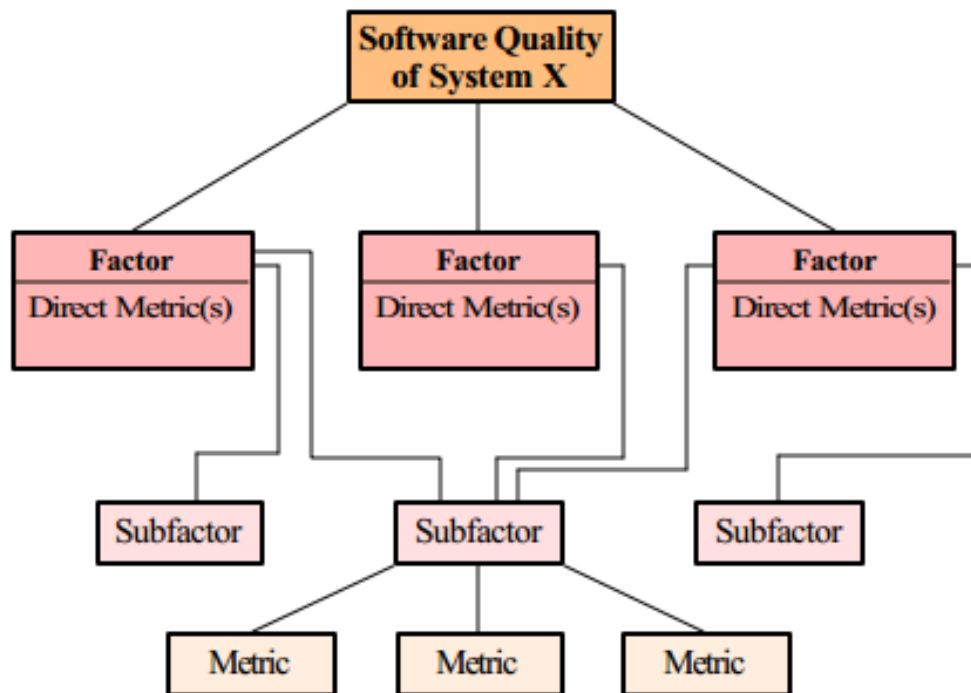 Software Quality
of System X
Factor
Direct Metric(s)
Factor
Direct Metric(s)
Factor
Direct Metric(s)
Subfactor
Subfactor
Subfactor
Metric
Metric
Metric